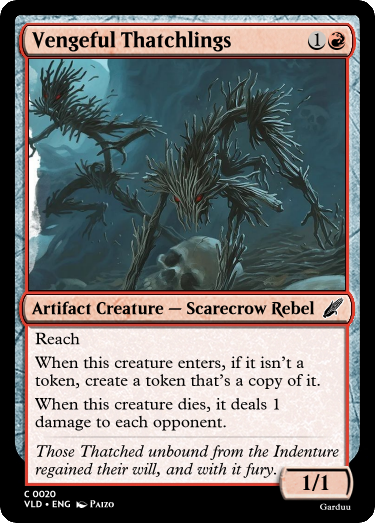 Vengeful Thatchlings 1
Artifact Creature — Scarecrow Rebel
Reach
When this creature enters, if it isn't a
token, create a token that's a copy of it.
When this creature dies, it deals 1
damage to each opponent.
Those Thatched unbound from the Indenture
regained their will, and with it fury.
1/1
C 0020
VLD • ENG Paizo
Garduu